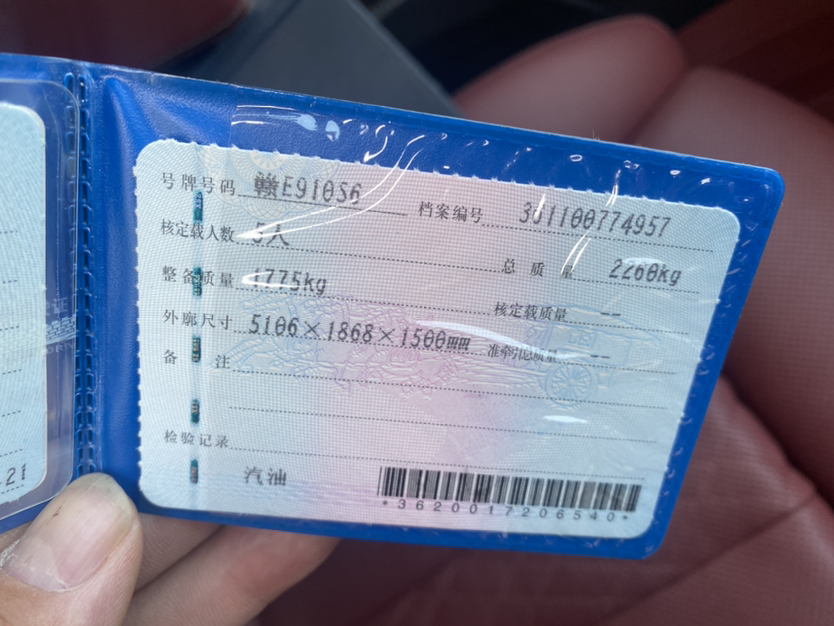 号牌号码 赣E91056 档案编号 361100774957
核定载人数 5人 总质量 2260kg
整备质量 1775kg 核定载质量 --
外廓尺寸 5106×1868×1500mm 准牵引总质量 --
备注
检验记录
汽油
*3620017206540*
证
21